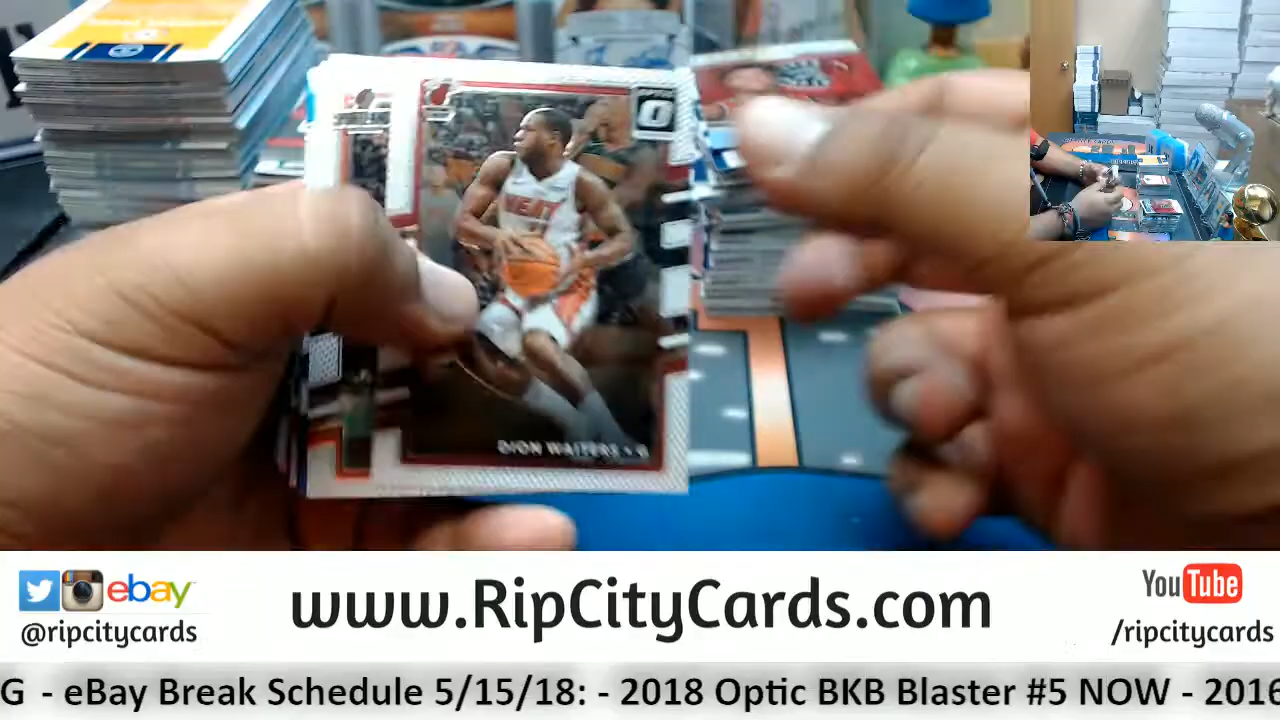 HEAT
DION WAITERS • G
ebay
www.RipCityCards.com
YouTube
@ripcitycards
/ripcitycards
G - eBay Break Schedule 5/15/18: - 2018 Optic BKB Blaster #5 NOW - 2016